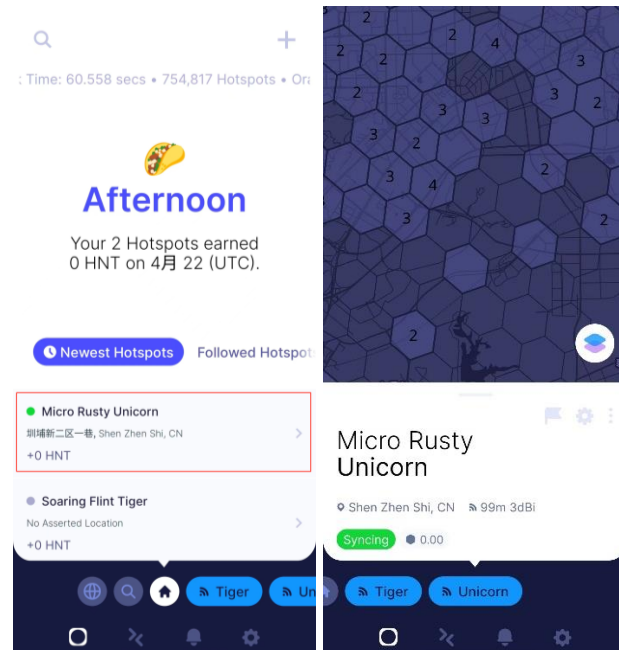 : Time: 60.558 secs • 754,817 Hotspots • Ora
Afternoon
Your 2 Hotspots earned
0 HNT on 4月 22 (UTC).
Newest Hotspots
Followed Hotspot
Micro Rusty Unicorn
圳埔新二区一巷, Shen Zhen Shi, CN
+0 HNT
Soaring Flint Tiger
No Asserted Location
+0 HNT
Tiger
Un
2
4
2
2
3
2
3
2
3
3
3
2
2
3
4
3
2
2
Micro Rusty
Unicorn
Shen Zhen Shi, CN
99m 3dBi
Syncing
0.00
Tiger
Unicorn